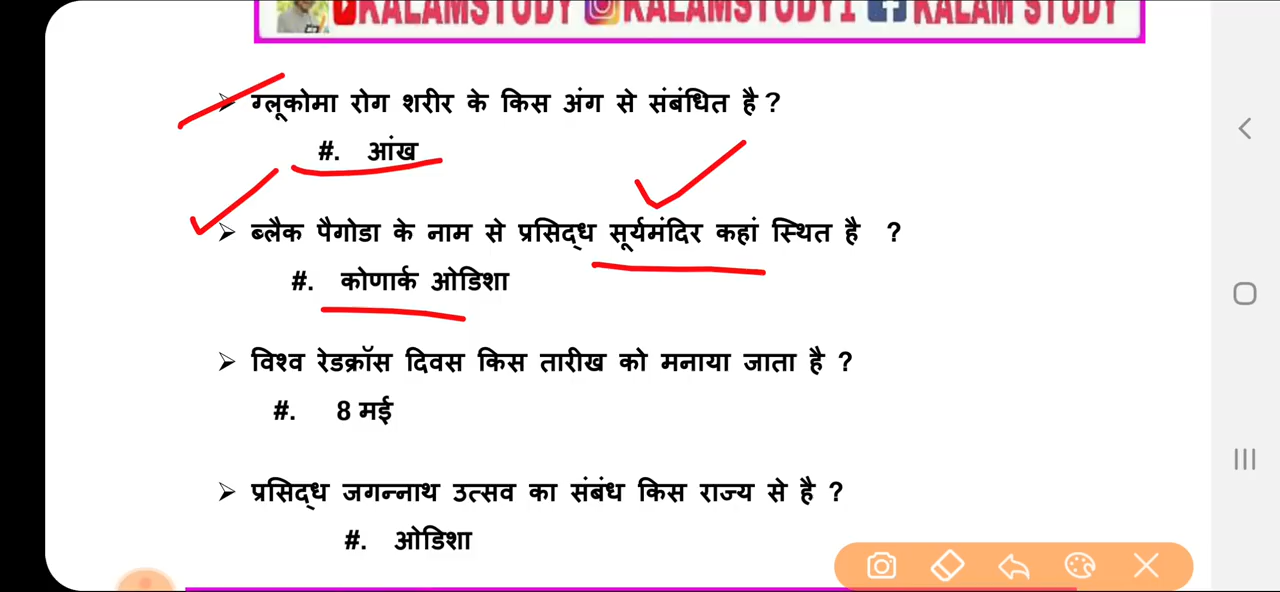 KALAMSTUDY KALAMSTUDY1 KALAM STUDY
➢ ग्लूकोमा रोग शरीर के किस अंग से संबंधित है ?
#. आंख
➢ ब्लैक पैगोडा के नाम से प्रसिद्ध सूर्यमंदिर कहां स्थित है ?
#. कोणार्क ओडिशा
➢ विश्व रेडक्रॉस दिवस किस तारीख को मनाया जाता है ?
#. 8 मई
➢ प्रसिद्ध जगन्नाथ उत्सव का संबंध किस राज्य से है ?
#. ओडिशा